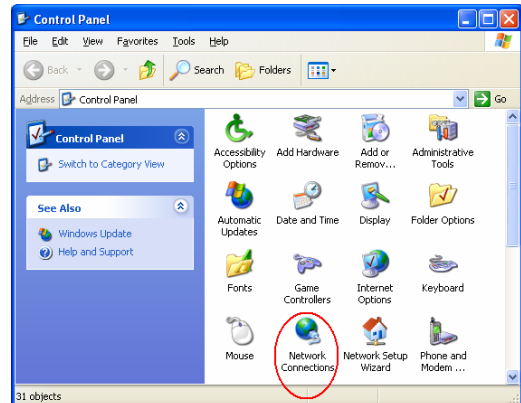 Control Panel
File Edit View Favorites Tools Help
Back Search Folders
Address Control Panel Go
Control Panel
Switch to Category View
See Also
Windows Update
Help and Support
Accessibility Options
Add Hardware
Add or Remov...
Administrative Tools
Automatic Updates
Date and Time
Display
Folder Options
Fonts
Game Controllers
Internet Options
Keyboard
Mouse
Network Connections
Network Setup Wizard
Phone and Modem ...
31 objects